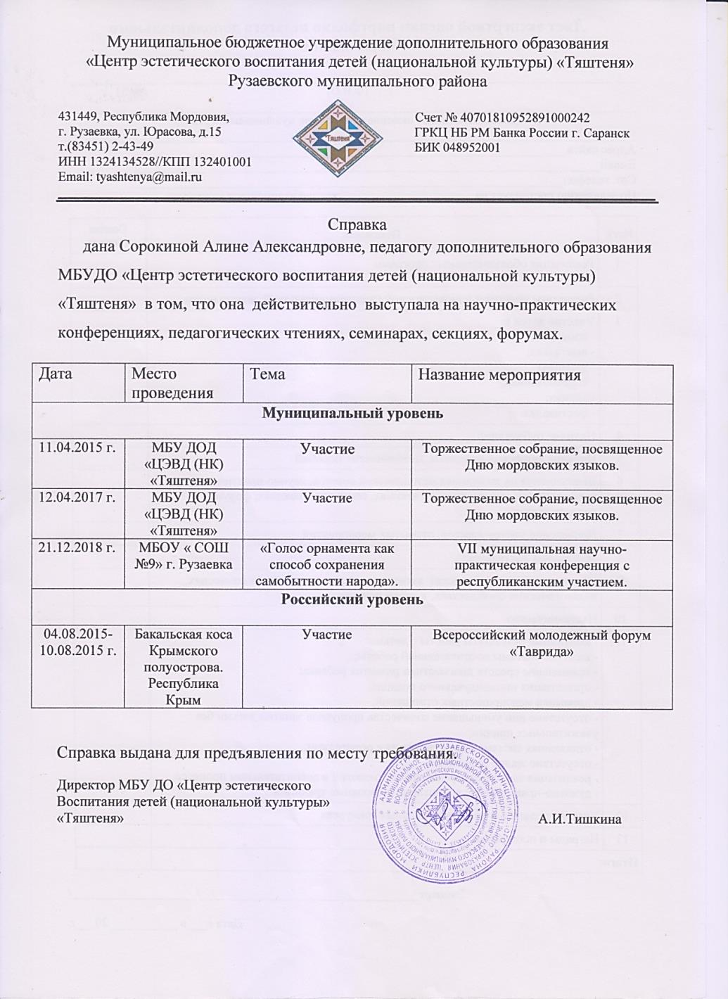 Муниципальное бюджетное учреждение дополнительного образования
«Центр эстетического воспитания детей (национальной культуры) «Тяштеня»
Рузаевского муниципального района
431449, Республика Мордовия,
г. Рузаевка, ул. Юрасова, д.15
т.(83451) 2-43-49
ИНН 1324134528//КПП 132401001
Email: tyashtenya@mail.ru
"Тяштеня"
Счет № 40701810952891000242
ГРКЦ НБ РМ Банка России г. Саранск
БИК 048952001
Справка
дана Сорокиной Алине Александровне, педагогу дополнительного образования
МБУДО «Центр эстетического воспитания детей (национальной культуры)
«Тяштеня» в том, что она действительно выступала на научно-практических
конференциях, педагогических чтениях, семинарах, секциях, форумах.
Дата Место проведения Тема Название мероприятия
Муниципальный уровень
11.04.2015 г. МБУ ДОД Участие Торжественное собрание, посвященное
«ЦЭВД (НК) Дню мордовских языков.
«Тяштеня»
12.04.2017 г. МБУ ДОД Участие Торжественное собрание, посвященное
«ЦЭВД (НК) Дню мордовских языков.
«Тяштеня»
21.12.2018 г. МБОУ « СОШ «Голос орнамента как VII муниципальная научно-
№9» г. Рузаевка способ сохранения практическая конференция с
самобытности народа». республиканским участием.
Российский уровень
04.08.2015- Бакальская коса Участие Всероссийский молодежный форум
10.08.2015 г. Крымского «Таврида»
полуострова.
Республика
Крым
Справка выдана для предъявления по месту требования.
Директор МБУ ДО «Центр эстетического
Воспитания детей (национальной культуры»
«Тяштеня»
А.И.Тишкина
АДМИНИСТРАЦИЯ РУЗАЕВСКОГО МУНИЦИПАЛЬНОГО РАЙОНА РЕСПУБЛИКИ МОРДОВИЯ